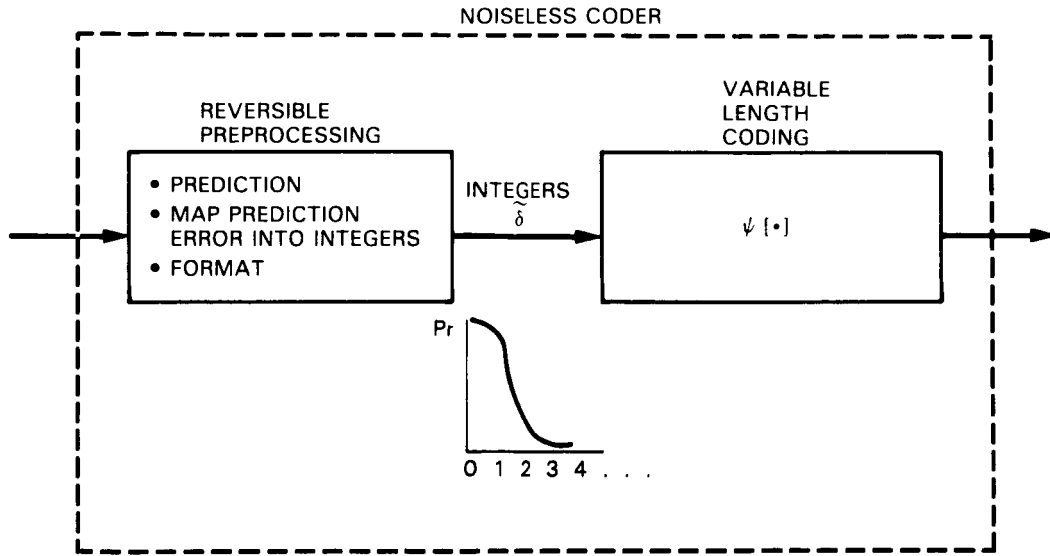 NOISELESS CODER
REVERSIBLE
PREPROCESSING
• PREDICTION
• MAP PREDICTION
ERROR INTO INTEGERS
• FORMAT
INTEGERS
δ̃
VARIABLE
LENGTH
CODING
ψ [•]
Pr
0 1 2 3 4 . . .